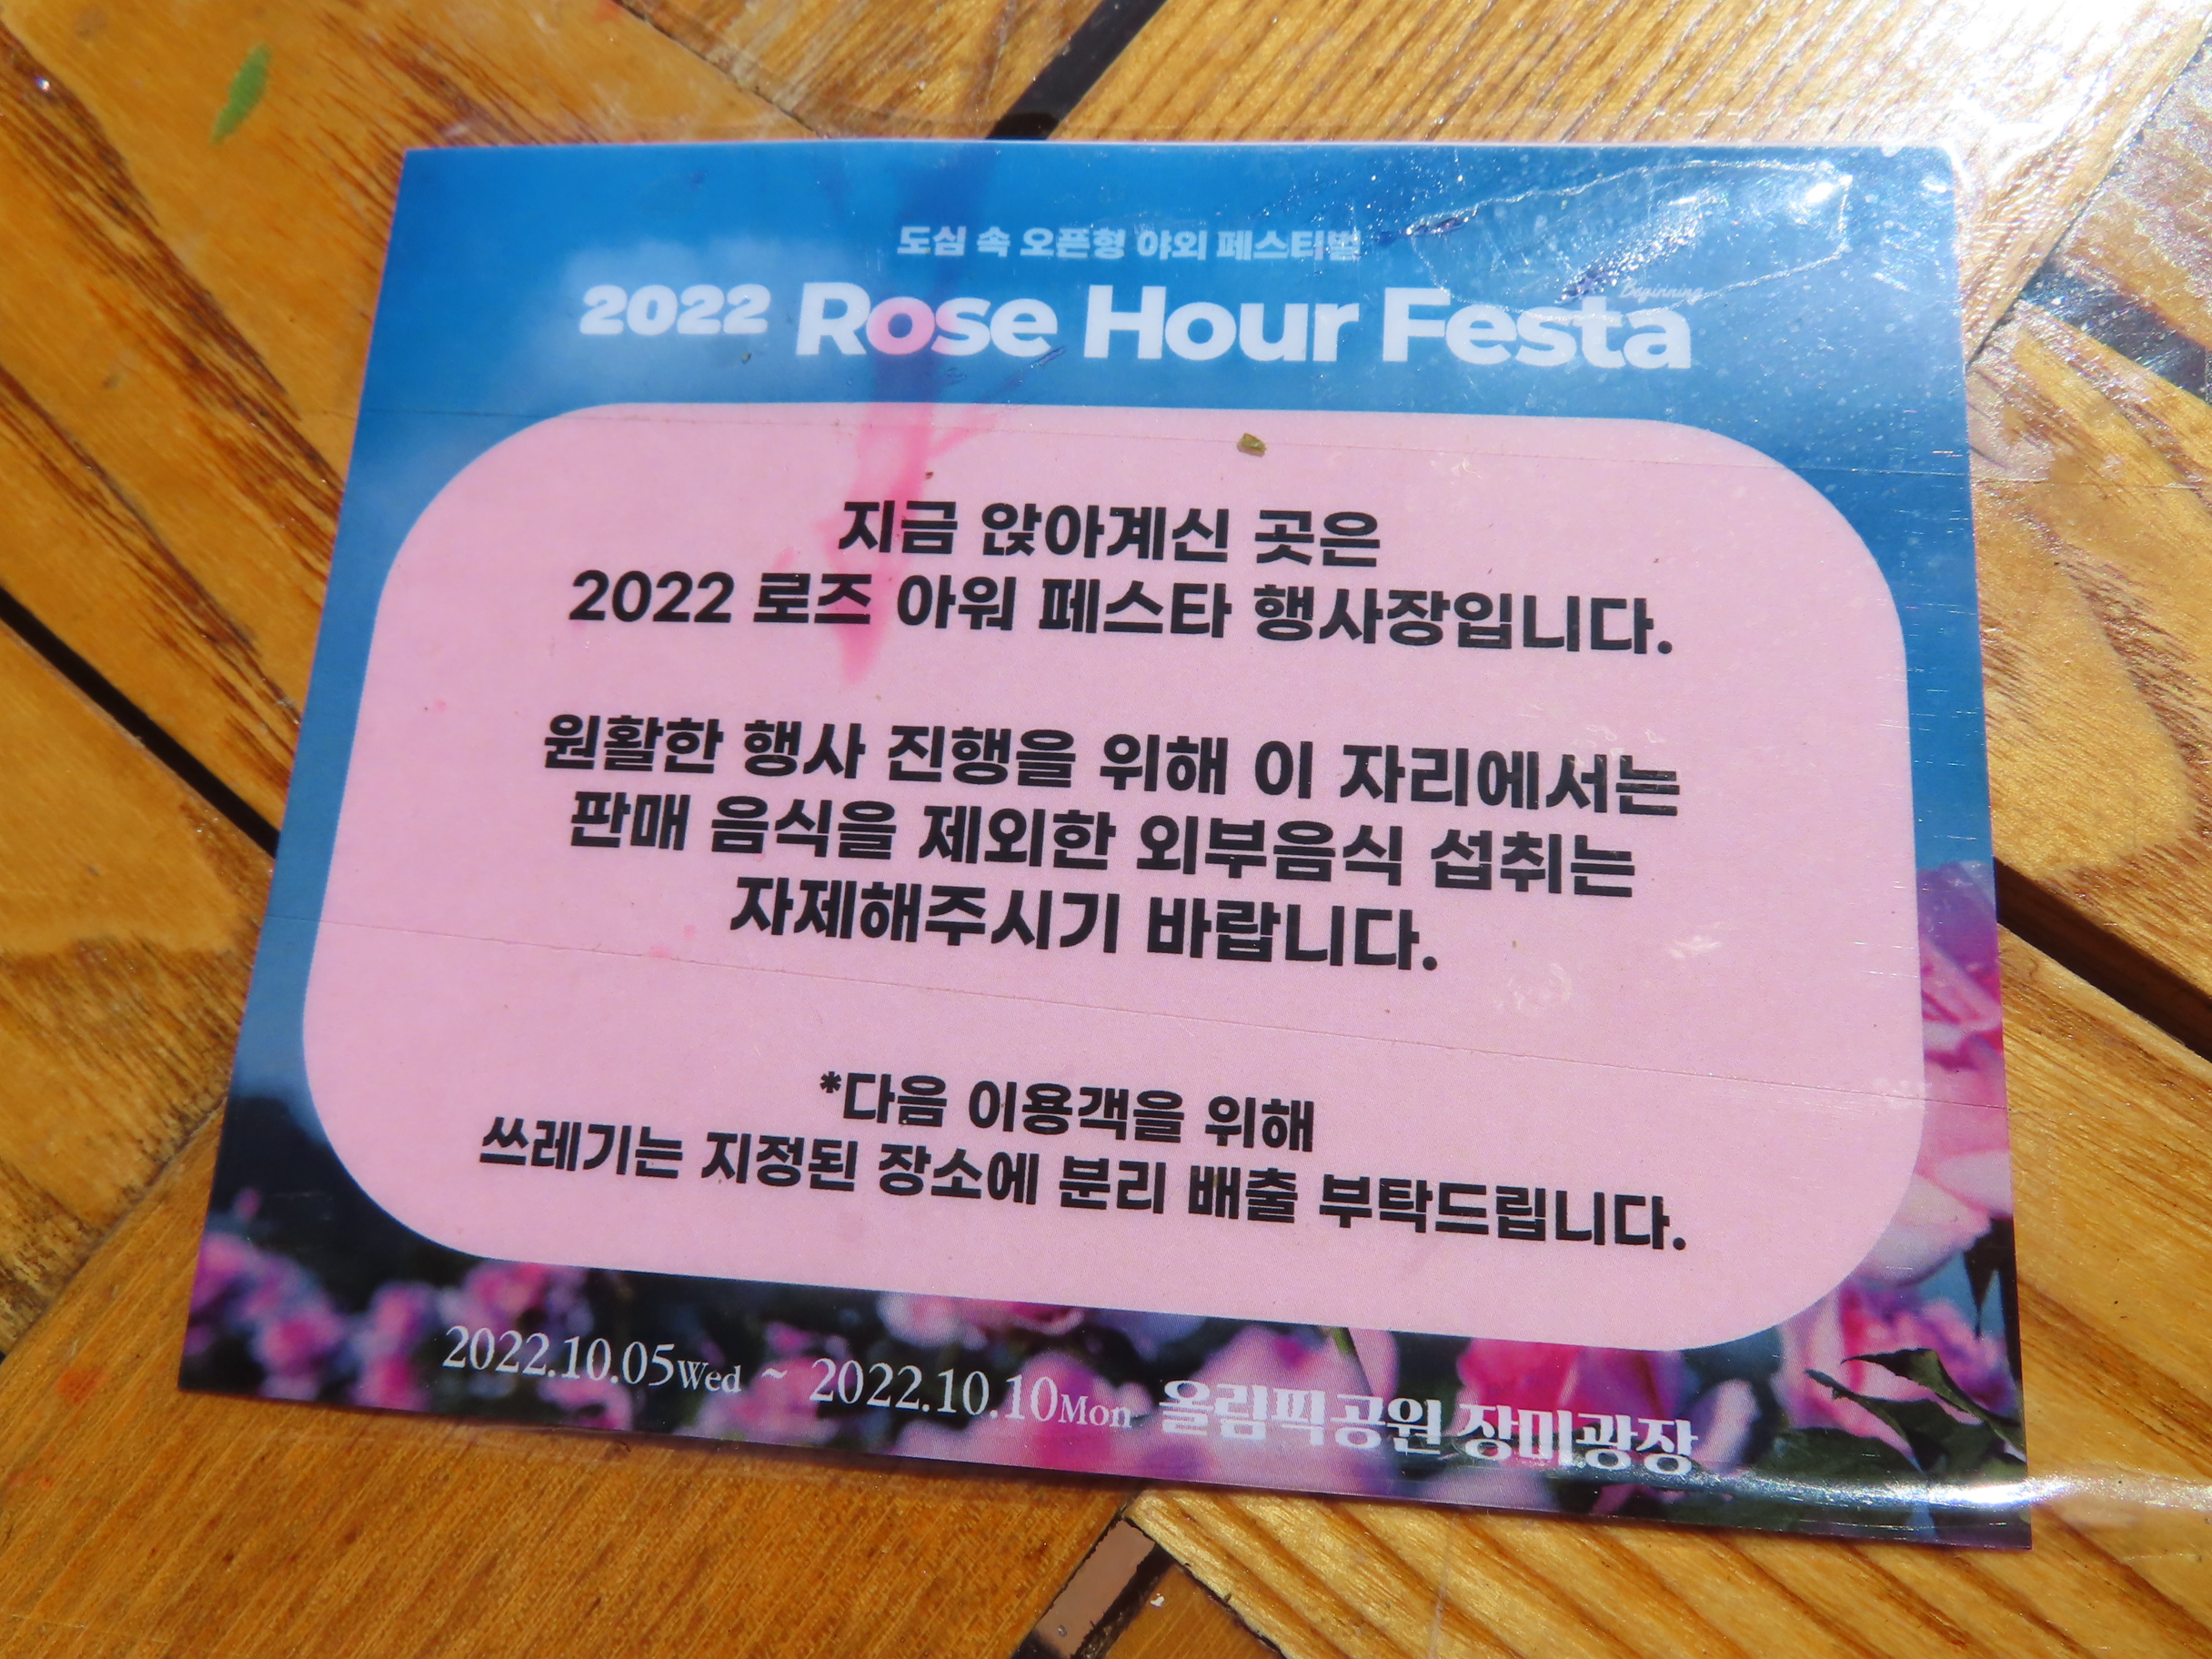 도심 속 오픈형 야외 페스티벌
Beginning
2022 Rose Hour Festa
지금 앉아계신 곳은
2022 로즈 아워 페스타 행사장입니다.
원활한 행사 진행을 위해 이 자리에서는
판매 음식을 제외한 외부음식 섭취는
자제해주시기 바랍니다.
*다음 이용객을 위해
쓰레기는 지정된 장소에 분리 배출 부탁드립니다.
2022.10.05Wed ~ 2022.10.10Mon 올림픽공원 장미광장